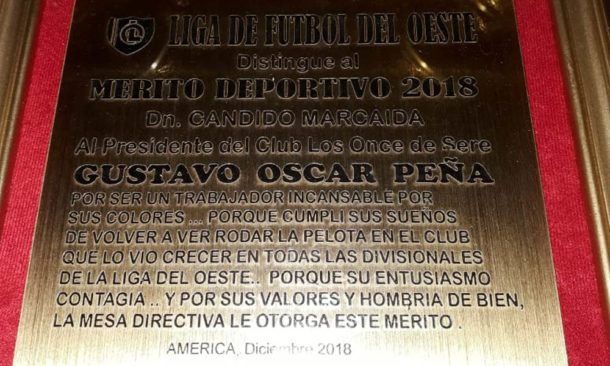 LIGA DE FUTBOL DEL OESTE
Distingue al
MERITO DEPORTIVO 2018
Dn. CANDIDO MARCAIDA
Al Presidente del Club Los Once de Sere
GUSTAVO OSCAR PEÑA
POR SER UN TRABAJADOR INCANSABLE POR
SUS COLORES ... PORQUE CUMPLI SUS SUEÑOS
DE VOLVER A VER RODAR LA PELOTA EN EL CLUB
QUE LO VIO CRECER EN TODAS LAS DIVISIONALES
DE LA LIGA DEL OESTE.. PORQUE SU ENTUSIASMO
CONTAGIA .. Y POR SUS VALORES Y HOMBRIA DE BIEN,
LA MESA DIRECTIVA LE OTORGA ESTE MERITO .
AMERICA, Diciembre 2018